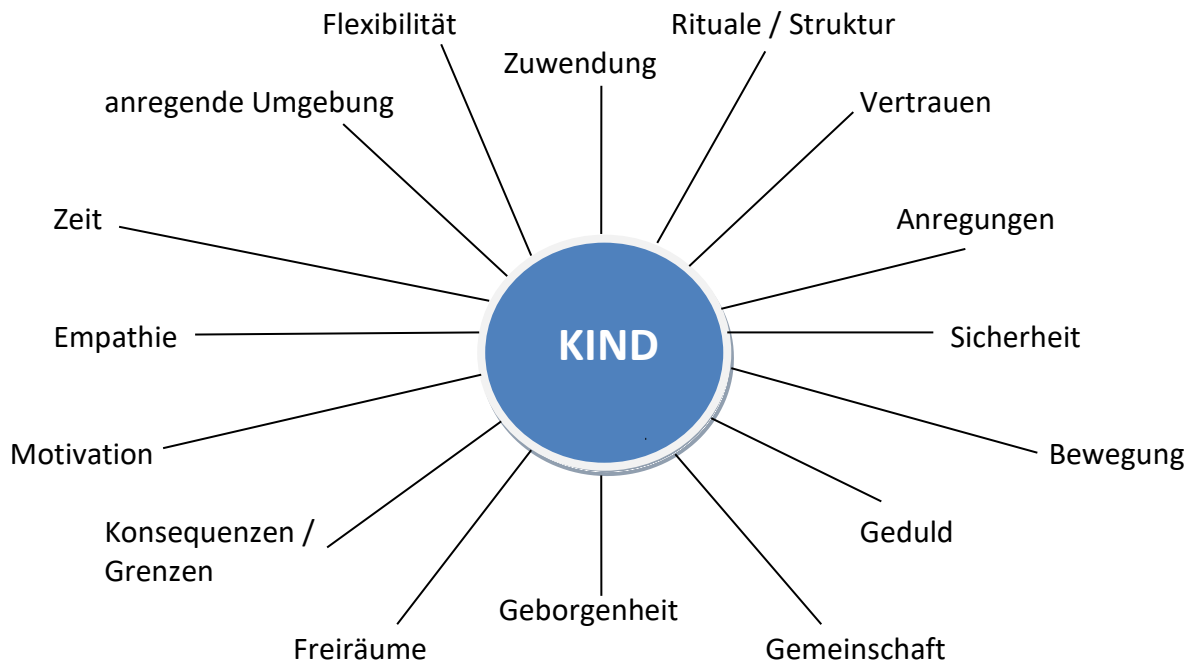 Flexibilität
Rituale / Struktur
Zuwendung
anregende Umgebung
Vertrauen
Zeit
Anregungen
Empathie
KIND
Sicherheit
Motivation
Bewegung
Konsequenzen /
Grenzen
Geduld
Geborgenheit
Freiräume
Gemeinschaft